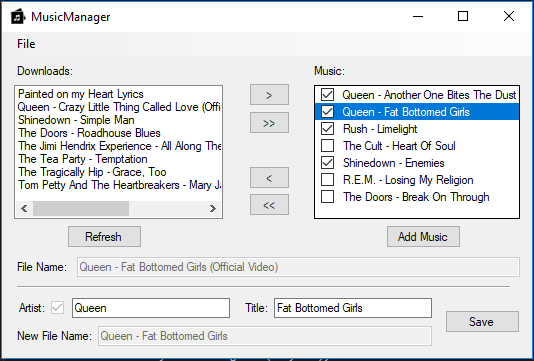 MusicManager
File
Downloads:
Painted on my Heart Lyrics
Queen - Crazy Little Thing Called Love (Offi
Shinedown - Simple Man
The Doors - Roadhouse Blues
The Jimi Hendrix Experience - All Along The
The Tea Party - Temptation
The Tragically Hip - Grace, Too
Tom Petty And The Heartbreakers - Mary Ja
>
>>
<
<<
Music:
Queen - Another One Bites The Dust
Queen - Fat Bottomed Girls
Rush - Limelight
The Cult - Heart Of Soul
Shinedown - Enemies
R.E.M. - Losing My Religion
The Doors - Break On Through
Refresh
Add Music
File Name: Queen - Fat Bottomed Girls (Official Video)
Artist: Queen Title: Fat Bottomed Girls
Save
New File Name: Queen - Fat Bottomed Girls